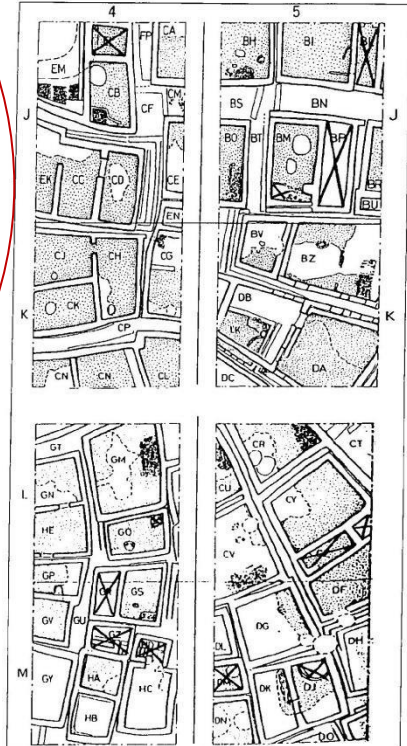 4 5
FP CA BH BI
EM
CB CM BS BN
CF
J J
BO BT BM BF
EK CC CD CE
EN BU
BV
CJ CH CG BZ
K DB K
CK
CP LK
DA
CN CN CL DC
GT CR CT
GM
L CU CY
GN
HE GO
CV
GP GS DF
GV GU DG
DL DH
M
GY HA HC DK DJ
HB DN
DO